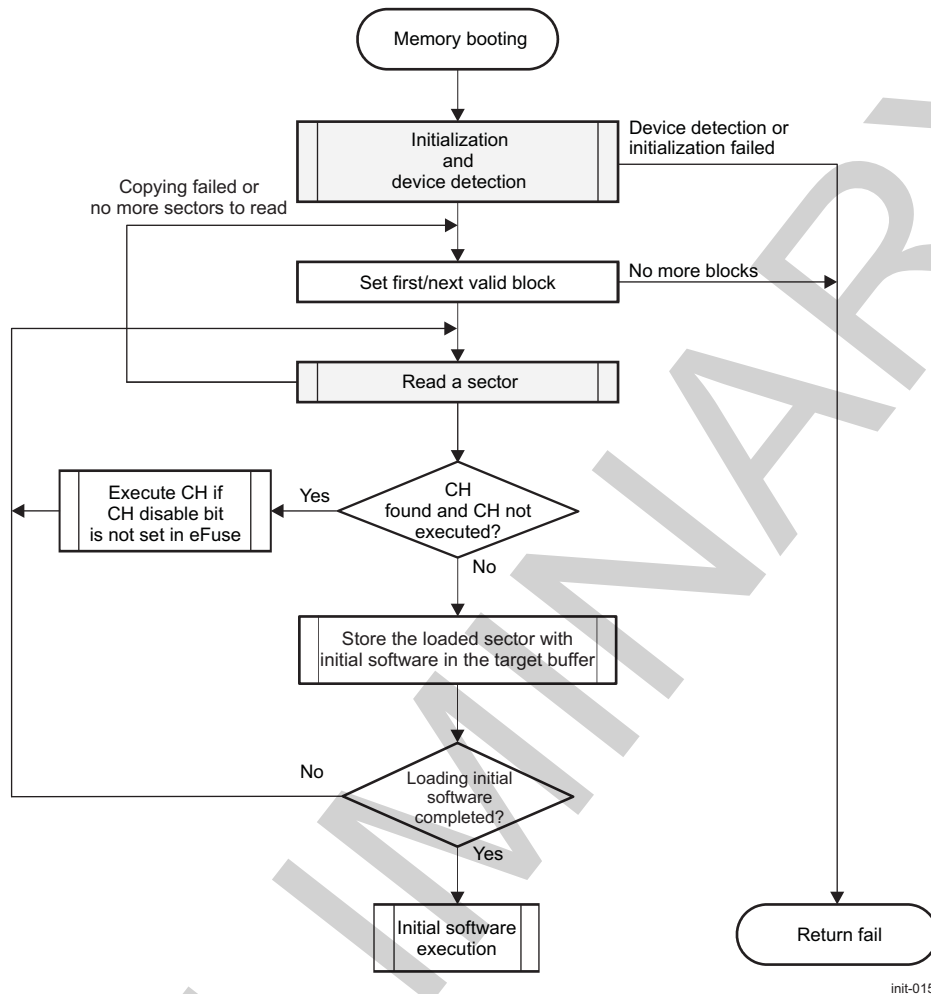 Memory booting
Initialization
and
device detection
Device detection or
initialization failed
Copying failed or
no more sectors to read
Set first/next valid block
No more blocks
Read a sector
CH
found and CH not
executed?
Yes
Execute CH if
CH disable bit
is not set in eFuse
No
Store the loaded sector with
initial software in the target buffer
No
Loading initial
software
completed?
Yes
Initial software
execution
Return fail
init-015
IMINARY